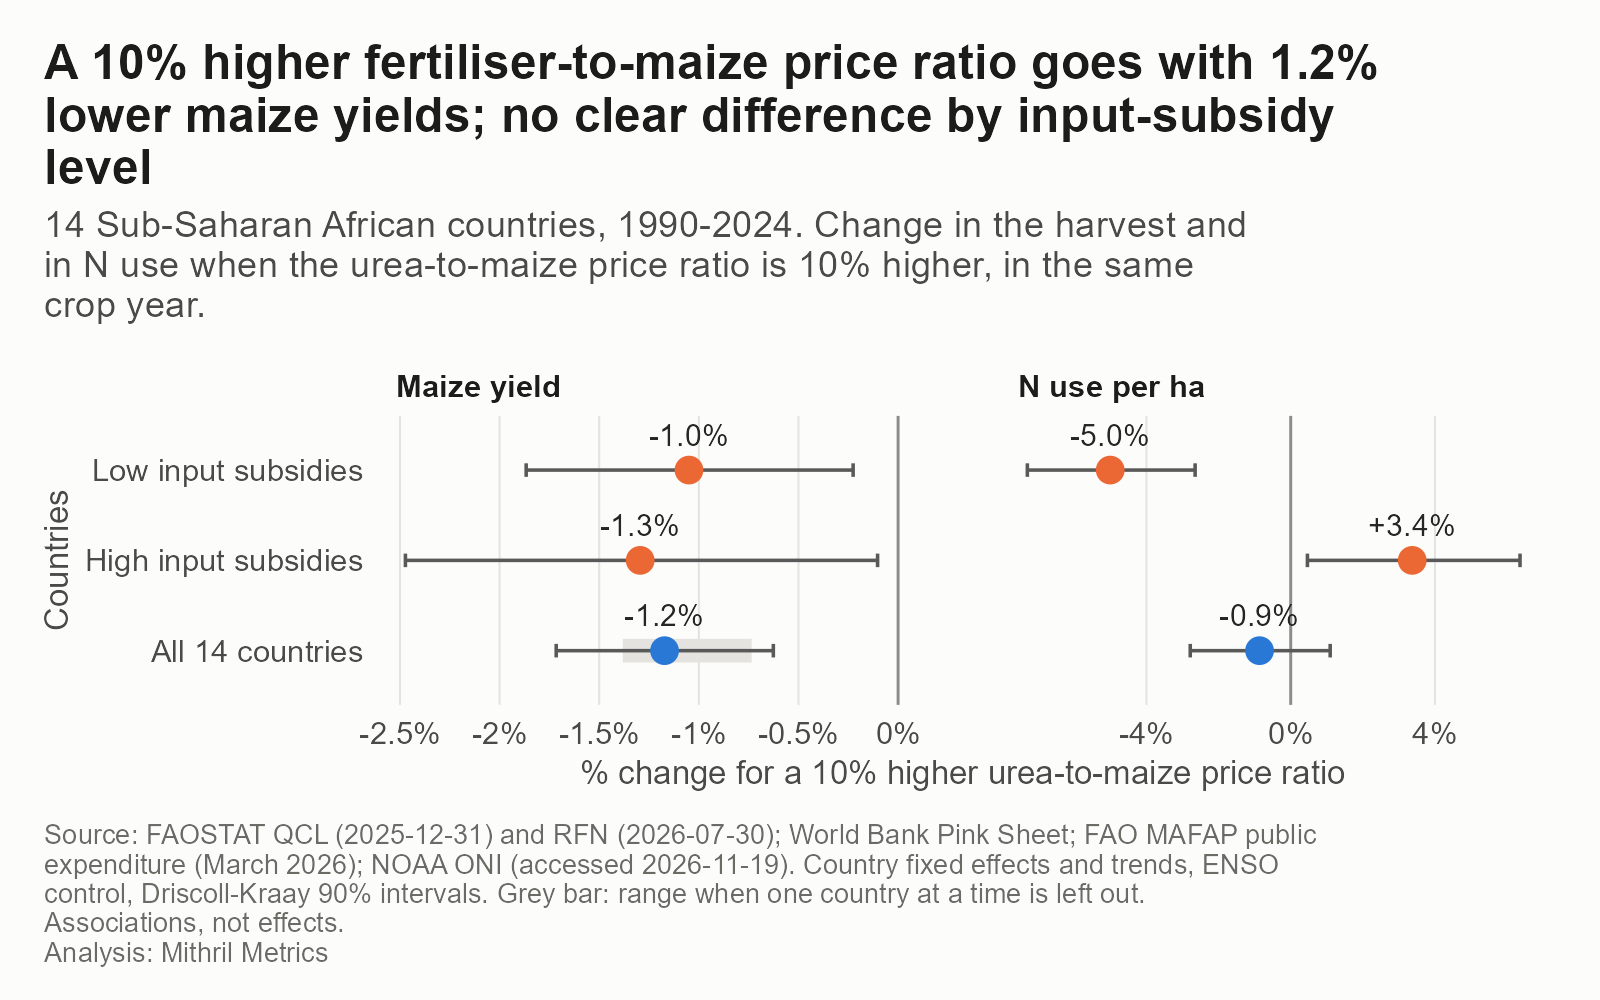 A 10% higher fertiliser-to-maize price ratio goes with 1.2%
lower maize yields; no clear difference by input-subsidy
level
14 Sub-Saharan African countries, 1990-2024. Change in the harvest and
in N use when the urea-to-maize price ratio is 10% higher, in the same
crop year.
Maize yield
N use per ha
Countries
Low input subsidies
-1.0%
-5.0%
High input subsidies
-1.3%
+3.4%
All 14 countries
-1.2%
-0.9%
-2.5% -2% -1.5% -1% -0.5% 0%
-4% 0% 4%
% change for a 10% higher urea-to-maize price ratio
Source: FAOSTAT QCL (2025-12-31) and RFN (2026-07-30); World Bank Pink Sheet; FAO MAFAP public
expenditure (March 2026); NOAA ONI (accessed 2026-11-19). Country fixed effects and trends, ENSO
control, Driscoll-Kraay 90% intervals. Grey bar: range when one country at a time is left out.
Associations, not effects.
Analysis: Mithril Metrics